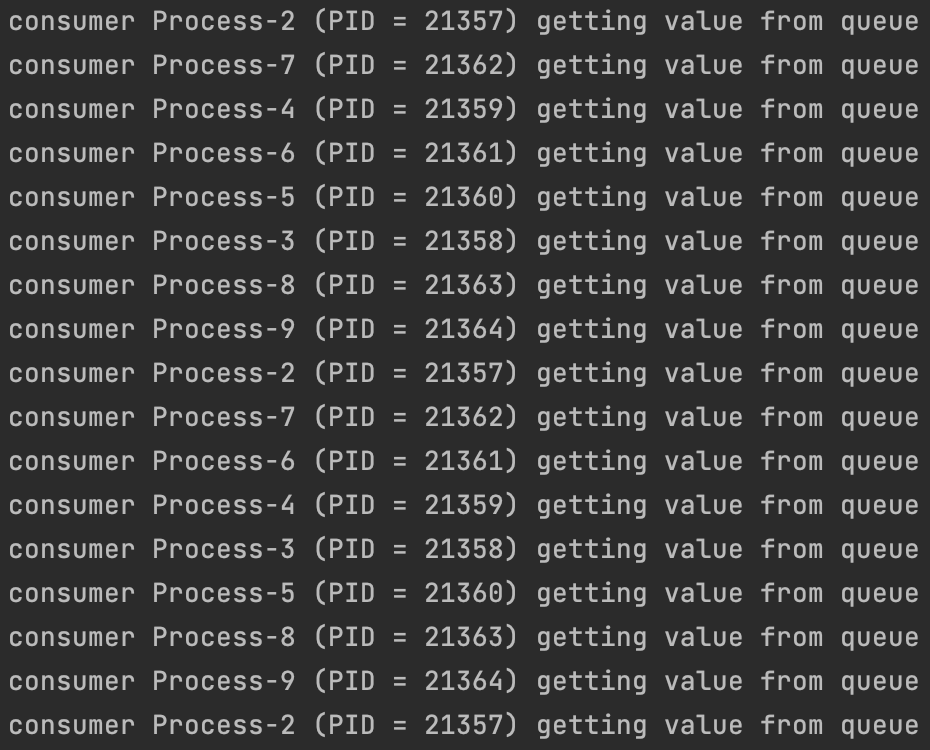 consumer Process-2 (PID = 21357) getting value from queue
consumer Process-7 (PID = 21362) getting value from queue
consumer Process-4 (PID = 21359) getting value from queue
consumer Process-6 (PID = 21361) getting value from queue
consumer Process-5 (PID = 21360) getting value from queue
consumer Process-3 (PID = 21358) getting value from queue
consumer Process-8 (PID = 21363) getting value from queue
consumer Process-9 (PID = 21364) getting value from queue
consumer Process-2 (PID = 21357) getting value from queue
consumer Process-7 (PID = 21362) getting value from queue
consumer Process-6 (PID = 21361) getting value from queue
consumer Process-4 (PID = 21359) getting value from queue
consumer Process-3 (PID = 21358) getting value from queue
consumer Process-5 (PID = 21360) getting value from queue
consumer Process-8 (PID = 21363) getting value from queue
consumer Process-9 (PID = 21364) getting value from queue
consumer Process-2 (PID = 21357) getting value from queue